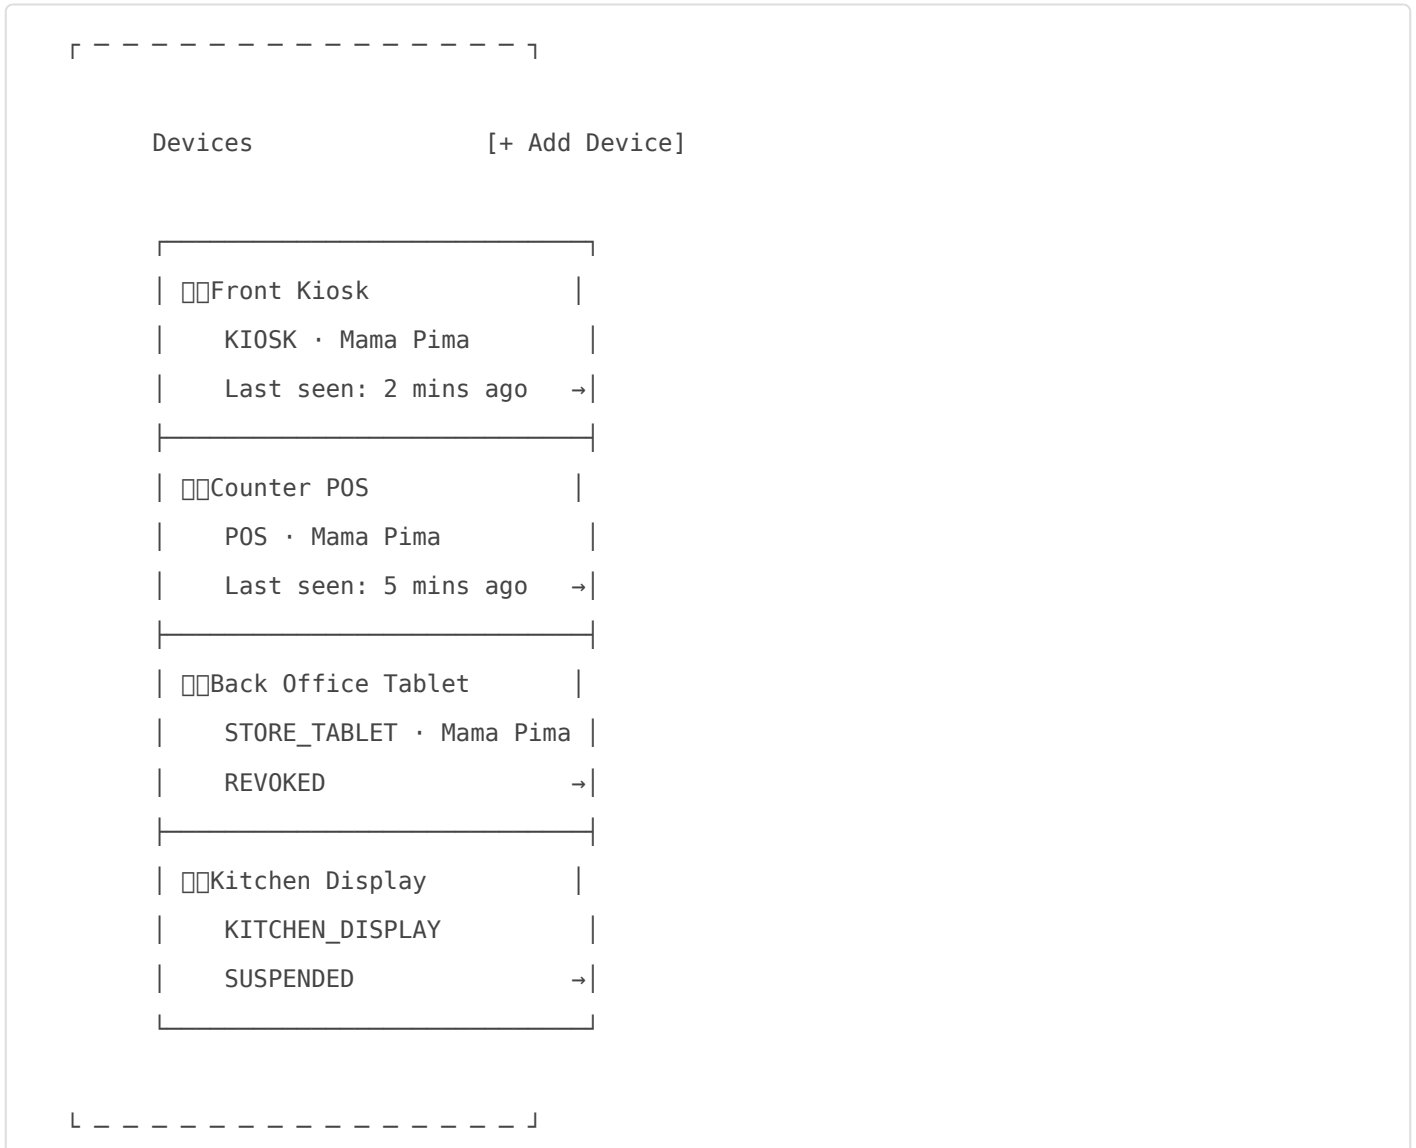 Devices [+ Add Device]
Front Kiosk
KIOSK · Mama Pima
Last seen: 2 mins ago →
Counter POS
POS · Mama Pima
Last seen: 5 mins ago →
Back Office Tablet
STORE_TABLET · Mama Pima
REVOKED →
Kitchen Display
KITCHEN_DISPLAY
SUSPENDED →